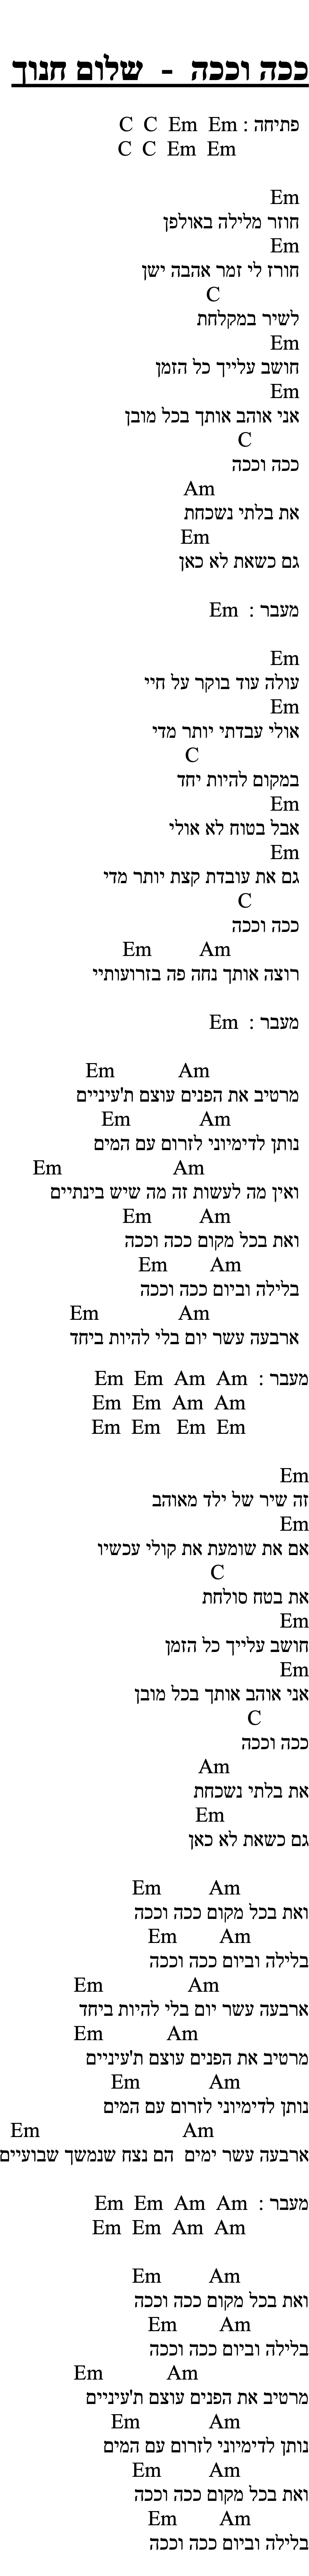 ככה וככה - שלום חנוך
פתיחה : C C Em Em
C C Em Em
Em
חוזר מלילה באולפן
Em
חורז לי זמר אהבה ישן
C
לשיר במקלחת
Em
חושב עלייך כל הזמן
Em
אני אוהב אותך בכל מובן
C
ככה וככה
Am
את בלתי נשכחת
Em
גם כשאת לא כאן
מעבר : Em
Em
עולה עוד בוקר על חיי
Em
אולי עבדתי יותר מדי
C
במקום להיות יחד
Em
אבל בטוח לא אולי
Em
גם את עובדת קצת יותר מדי
C
ככה וככה
Em Am
רוצה אותך נחה פה בזרועותיי
מעבר : Em
Em Am
מרטיב את הפנים עוצם ת'עיניים
Em Am
נותן לדימיוני לזרום עם המים
Em Am
ואין מה לעשות זה מה שיש בינתיים
Em Am
ואת בכל מקום ככה וככה
Em Am
בלילה וביום ככה וככה
Em Am
ארבעה עשר יום בלי להיות ביחד
מעבר : Em Em Am Am
Em Em Am Am
Em Em Em Em
Em
זה שיר של ילד מאוהב
Em
אם את שומעת את קולי עכשיו
C
את בטח סולחת
Em
חושב עלייך כל הזמן
Em
אני אוהב אותך בכל מובן
C
ככה וככה
Am
את בלתי נשכחת
Em
גם כשאת לא כאן
Em Am
ואת בכל מקום ככה וככה
Em Am
בלילה וביום ככה וככה
Em Am
ארבעה עשר יום בלי להיות ביחד
Em Am
מרטיב את הפנים עוצם ת'עיניים
Em Am
נותן לדימיוני לזרום עם המים
Em Am
ארבעה עשר ימים הם נצח שנמשך שבועיים
מעבר : Em Em Am Am
Em Em Am Am
Em Am
ואת בכל מקום ככה וככה
Em Am
בלילה וביום ככה וככה
Em Am
מרטיב את הפנים עוצם ת'עיניים
Em Am
נותן לדימיוני לזרום עם המים
Em Am
ואת בכל מקום ככה וככה
Em Am
בלילה וביום ככה וככה